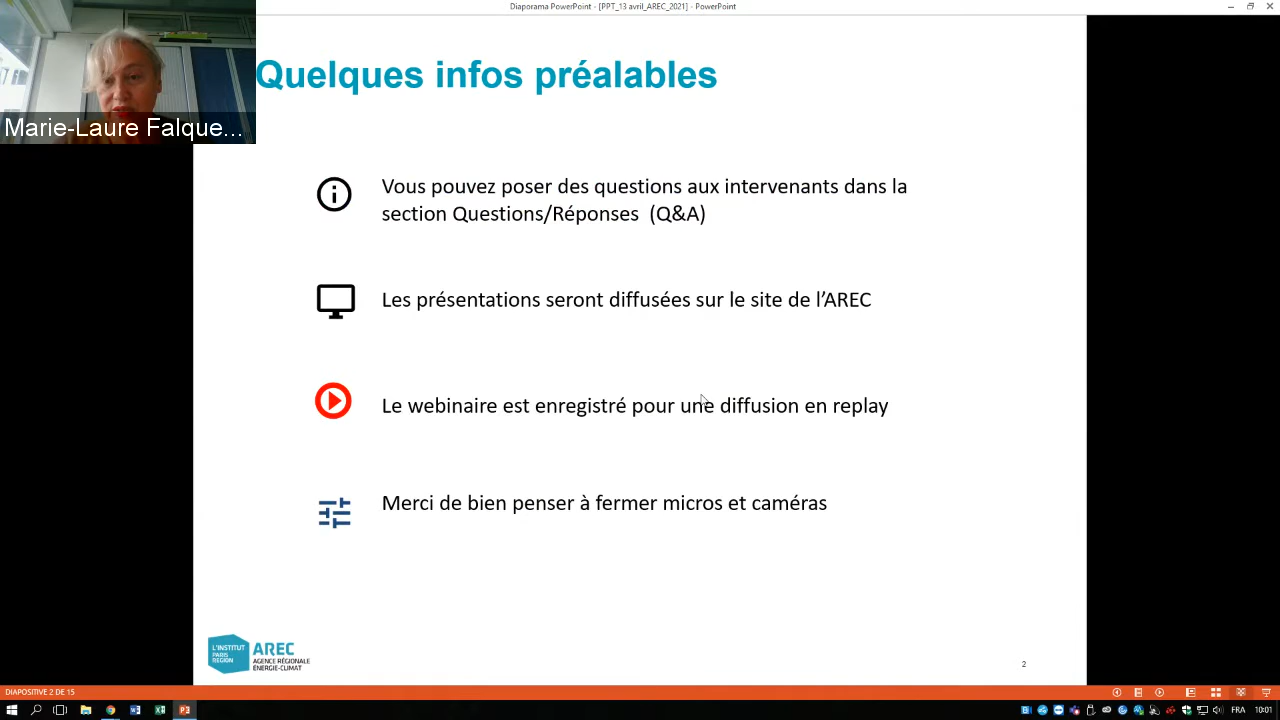 Diaporama PowerPoint - [PPT_13 avril_AREC_2021] - PowerPoint
Marie-Laure Falque...
Quelques infos préalables
Vous pouvez poser des questions aux intervenants dans la
section Questions/Réponses (Q&A)
Les présentations seront diffusées sur le site de l'AREC
Le webinaire est enregistré pour une diffusion en replay
Merci de bien penser à fermer micros et caméras
L'INSTITUT
PARIS
REGION
AREC
AGENCE RÉGIONALE
ÉNERGIE-CLIMAT
2
DIAPOSITIVE 2 DE 15
FRA
10:01